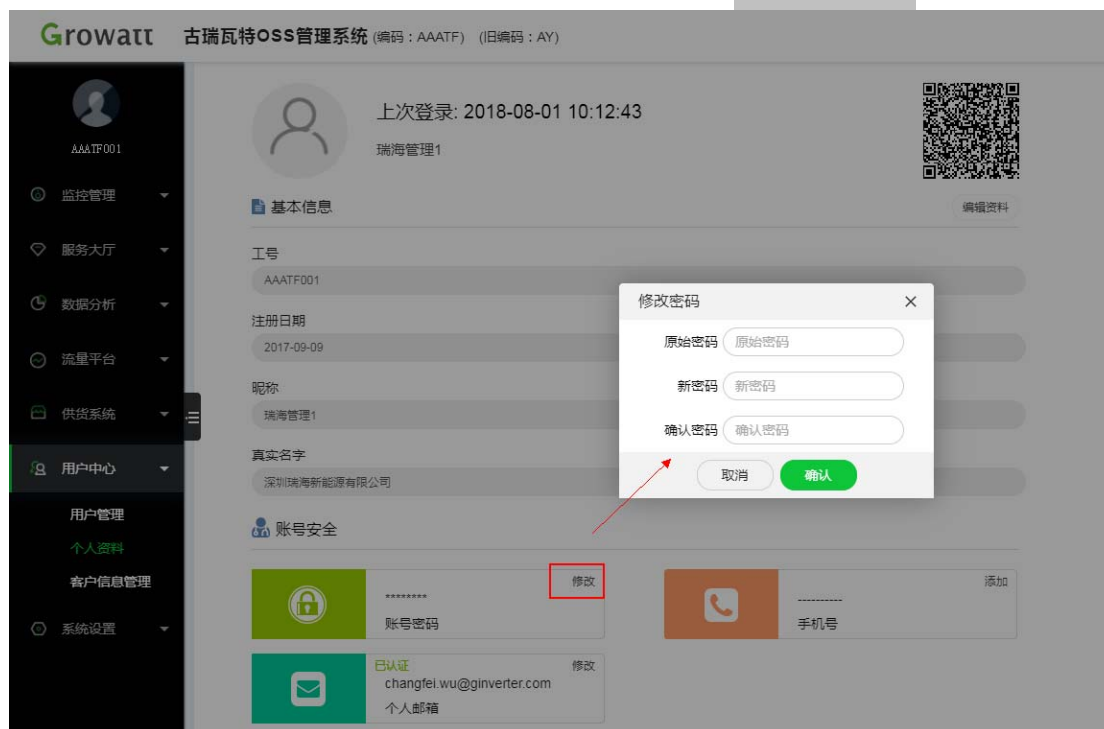 Growatt 古瑞瓦特OSS管理系统 (编码：AAATF) (旧编码：AY)
AAATF001
监控管理
服务大厅
数据分析
流量平台
供货系统
用户中心
用户管理
个人资料
客户信息管理
系统设置
上次登录: 2018-08-01 10:12:43
瑞海管理1
基本信息
编辑资料
工号
AAATF001
注册日期
2017-09-09
昵称
瑞海管理1
真实名字
深圳瑞海新能源有限公司
修改密码
原始密码 原始密码
新密码 新密码
确认密码 确认密码
取消 确认
账号安全
******** 修改
账号密码
---------- 添加
手机号
已认证 修改
changfei.wu@ginverter.com
个人邮箱